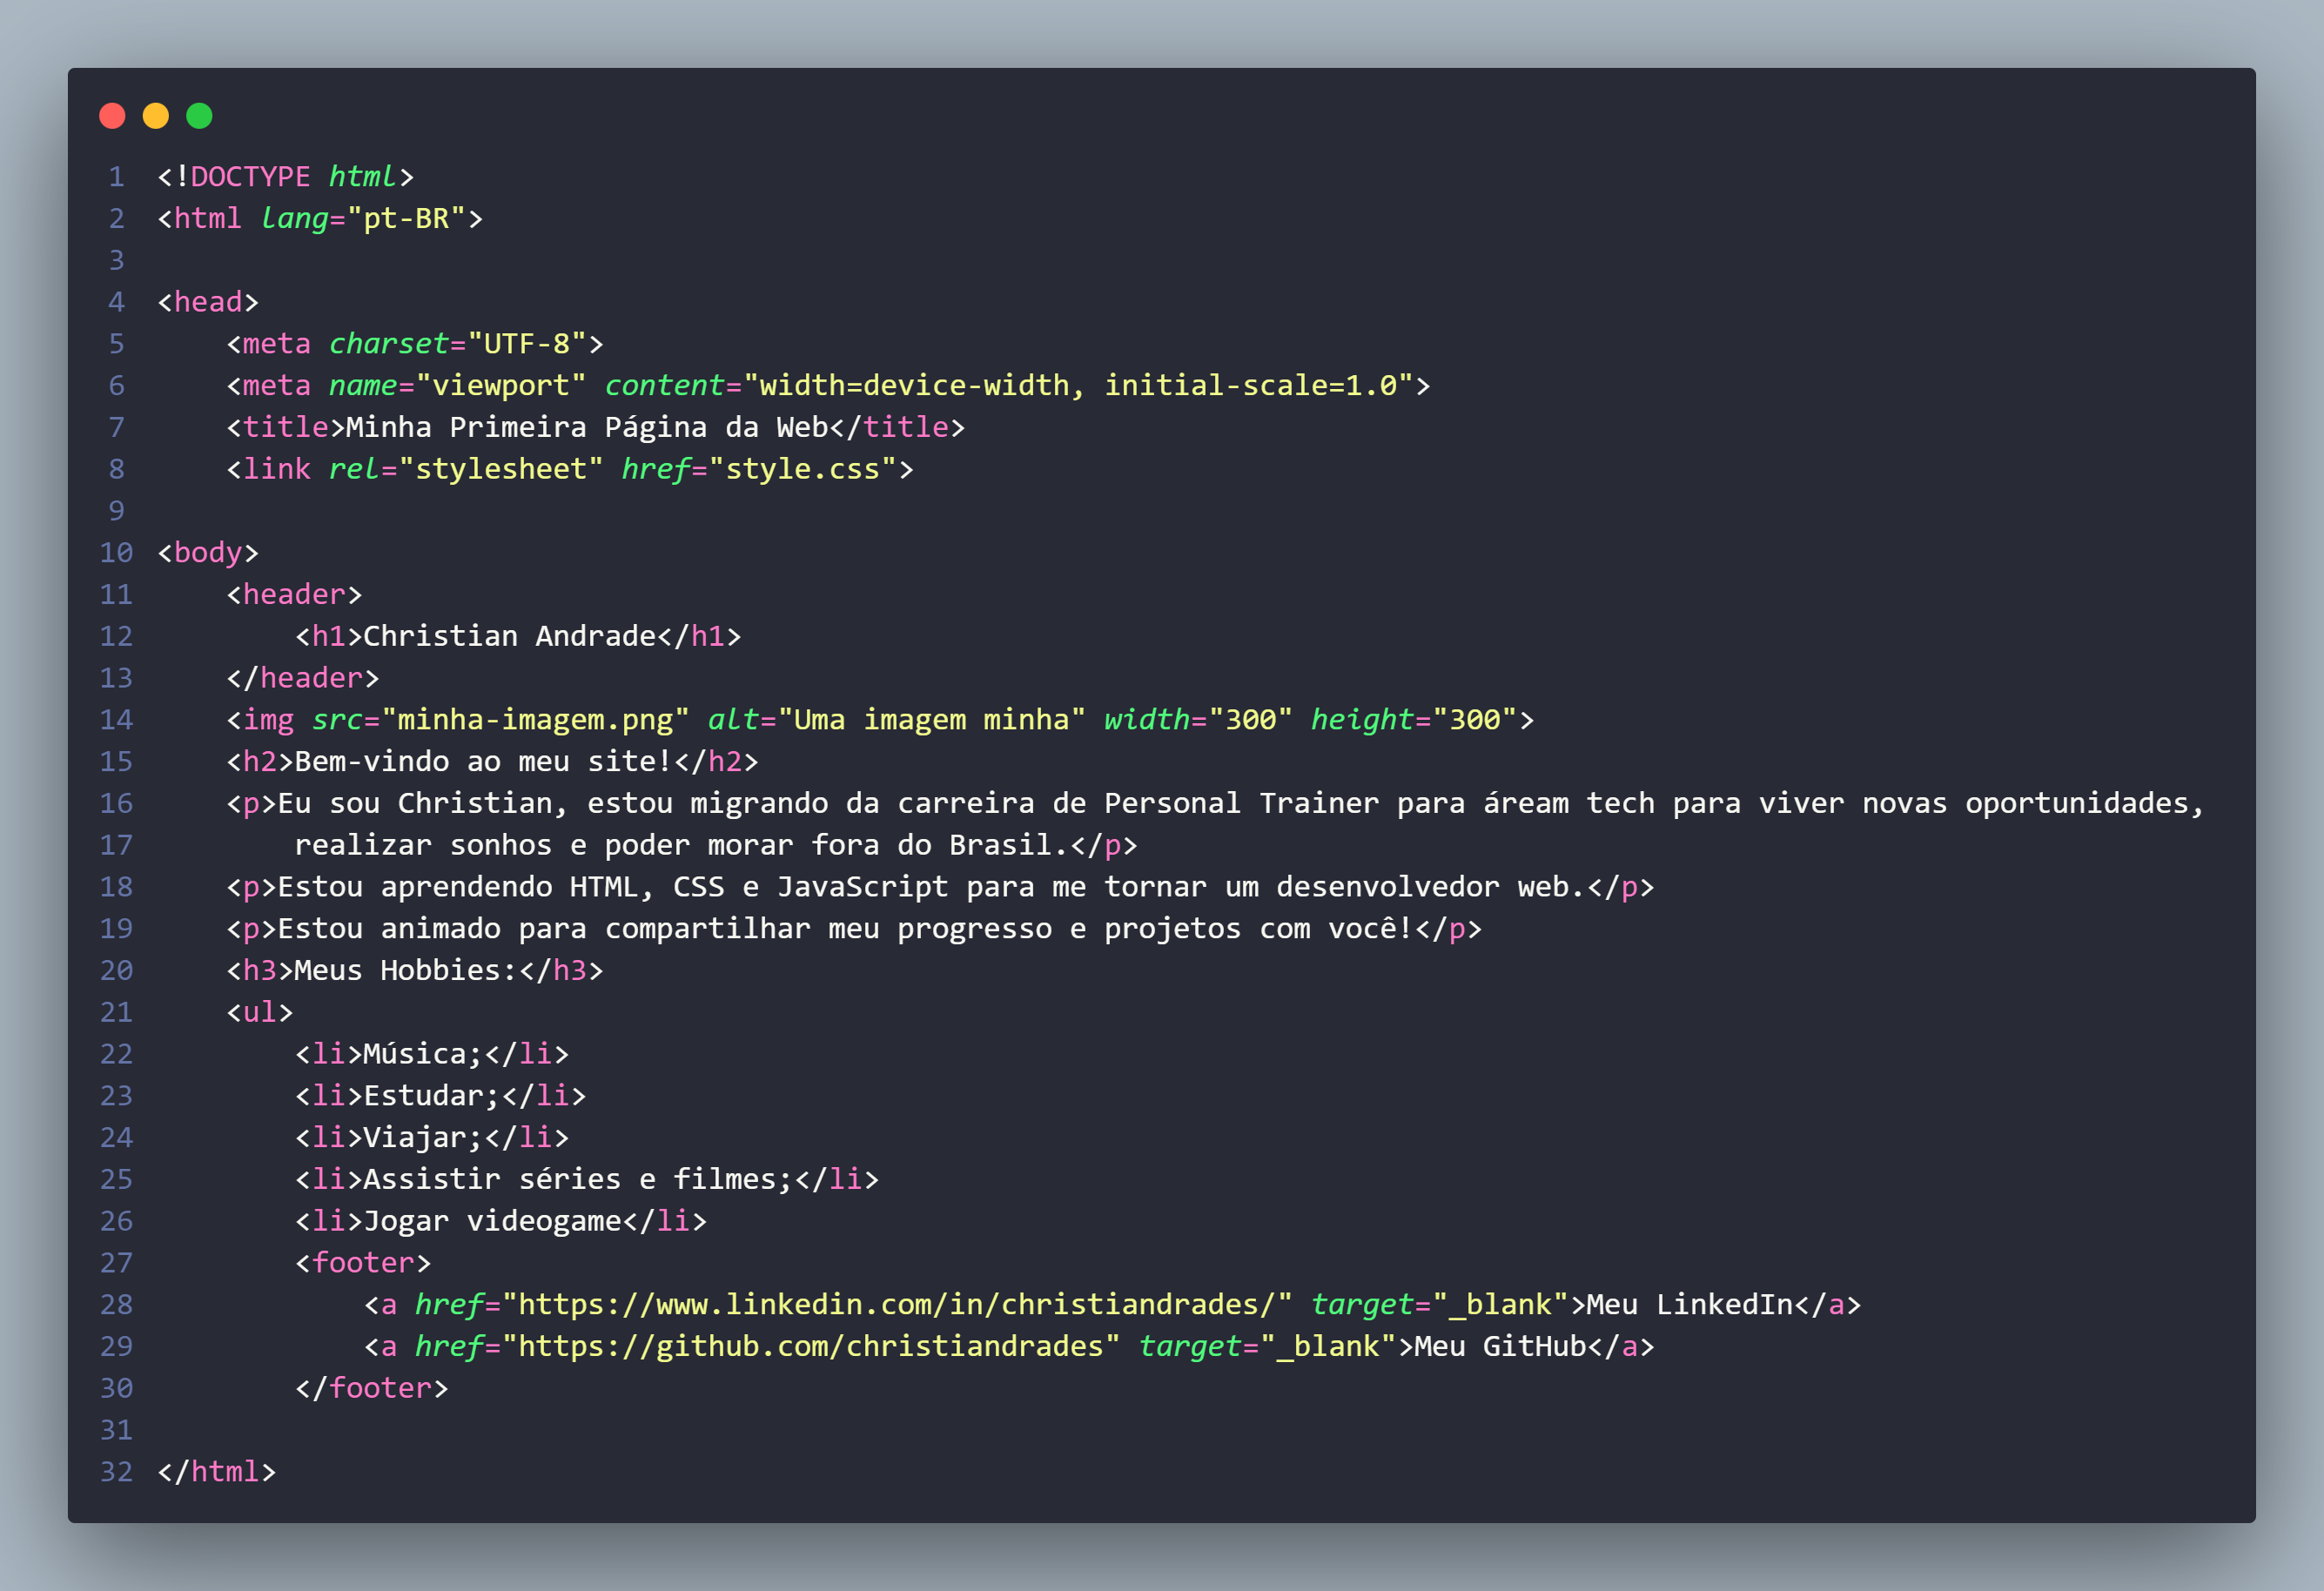 1 <!DOCTYPE html>
2 <html lang="pt-BR">
3
4 <head>
5     <meta charset="UTF-8">
6     <meta name="viewport" content="width=device-width, initial-scale=1.0">
7     <title>Minha Primeira Página da Web</title>
8     <link rel="stylesheet" href="style.css">
9
10 <body>
11     <header>
12         <h1>Christian Andrade</h1>
13     </header>
14     <img src="minha-imagem.png" alt="Uma imagem minha" width="300" height="300">
15     <h2>Bem-vindo ao meu site!</h2>
16     <p>Eu sou Christian, estou migrando da carreira de Personal Trainer para áream tech para viver novas oportunidades,
17         realizar sonhos e poder morar fora do Brasil.</p>
18     <p>Estou aprendendo HTML, CSS e JavaScript para me tornar um desenvolvedor web.</p>
19     <p>Estou animado para compartilhar meu progresso e projetos com você!</p>
20     <h3>Meus Hobbies:</h3>
21     <ul>
22         <li>Música;</li>
23         <li>Estudar;</li>
24         <li>Viajar;</li>
25         <li>Assistir séries e filmes;</li>
26         <li>Jogar videogame</li>
27         <footer>
28             <a href="https://www.linkedin.com/in/christiandrades/" target="_blank">Meu LinkedIn</a>
29             <a href="https://github.com/christiandrades" target="_blank">Meu GitHub</a>
30         </footer>
31
32 </html>